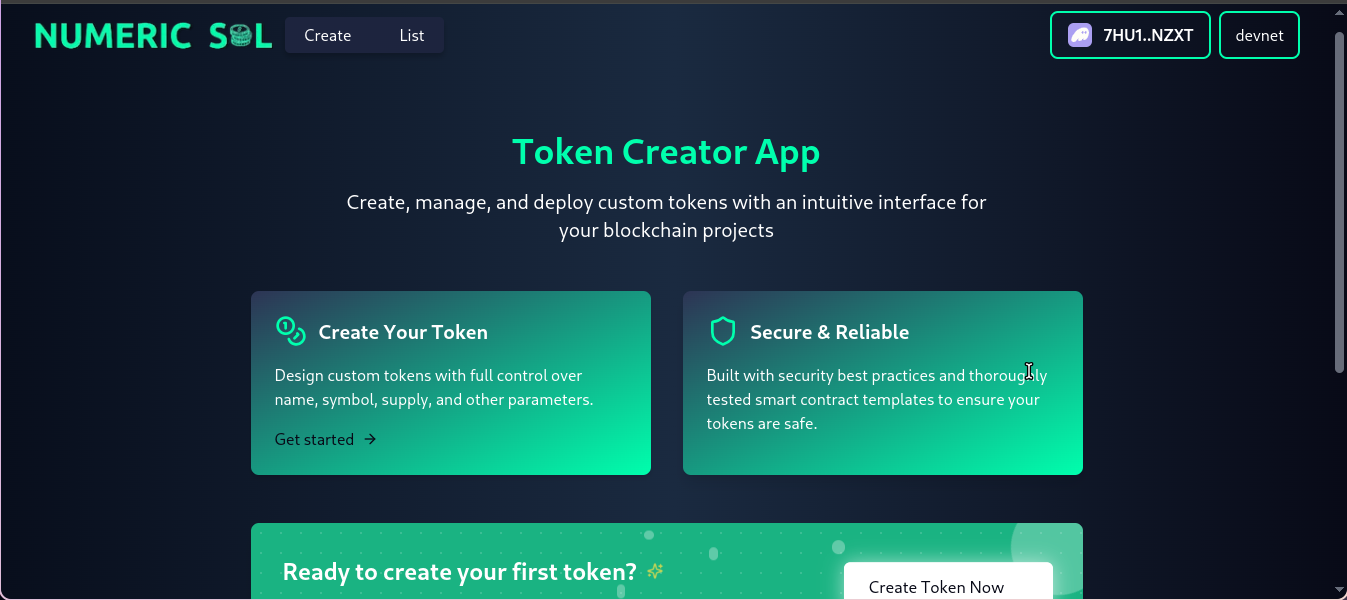 NUMERIC SOL
Create
List
7HU1..NZXT
devnet
Token Creator App
Create, manage, and deploy custom tokens with an intuitive interface for
your blockchain projects
Create Your Token
Design custom tokens with full control over
name, symbol, supply, and other parameters.
Get started →
Secure & Reliable
Built with security best practices and thoroughly
tested smart contract templates to ensure your
tokens are safe.
Ready to create your first token? ✨
Create Token Now